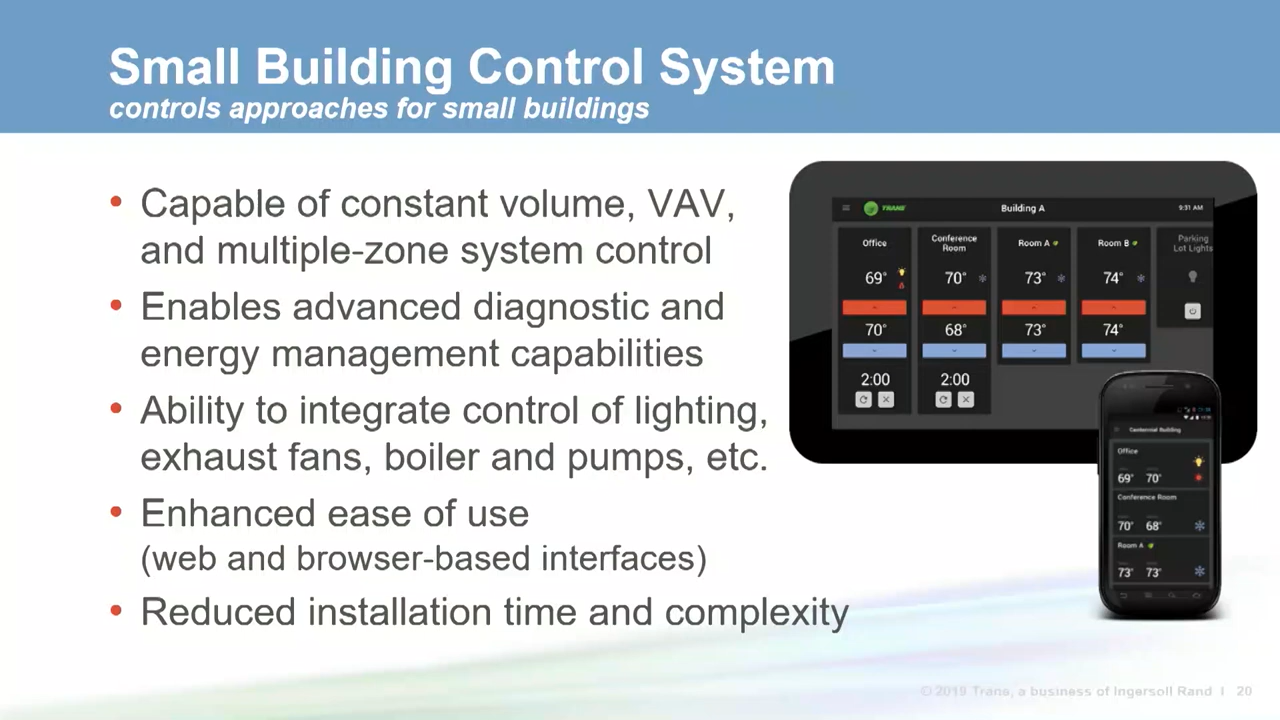 Small Building Control System
controls approaches for small buildings
• Capable of constant volume, VAV,
and multiple-zone system control
• Enables advanced diagnostic and
energy management capabilities
• Ability to integrate control of lighting,
exhaust fans, boiler and pumps, etc.
• Enhanced ease of use
(web and browser-based interfaces)
• Reduced installation time and complexity
TRANE Building A 9:31 AM
Office
69°
70°
2:00
Conference
Room
70°
68°
2:00
Room A
73°
73°
Room B
74°
74°
Parking
Lot Lights
Centennial Building
Office
69° 70°
Conference Room
70° 68°
Room A
73° 73°
© 2019 Trane, a business of Ingersoll Rand | 20